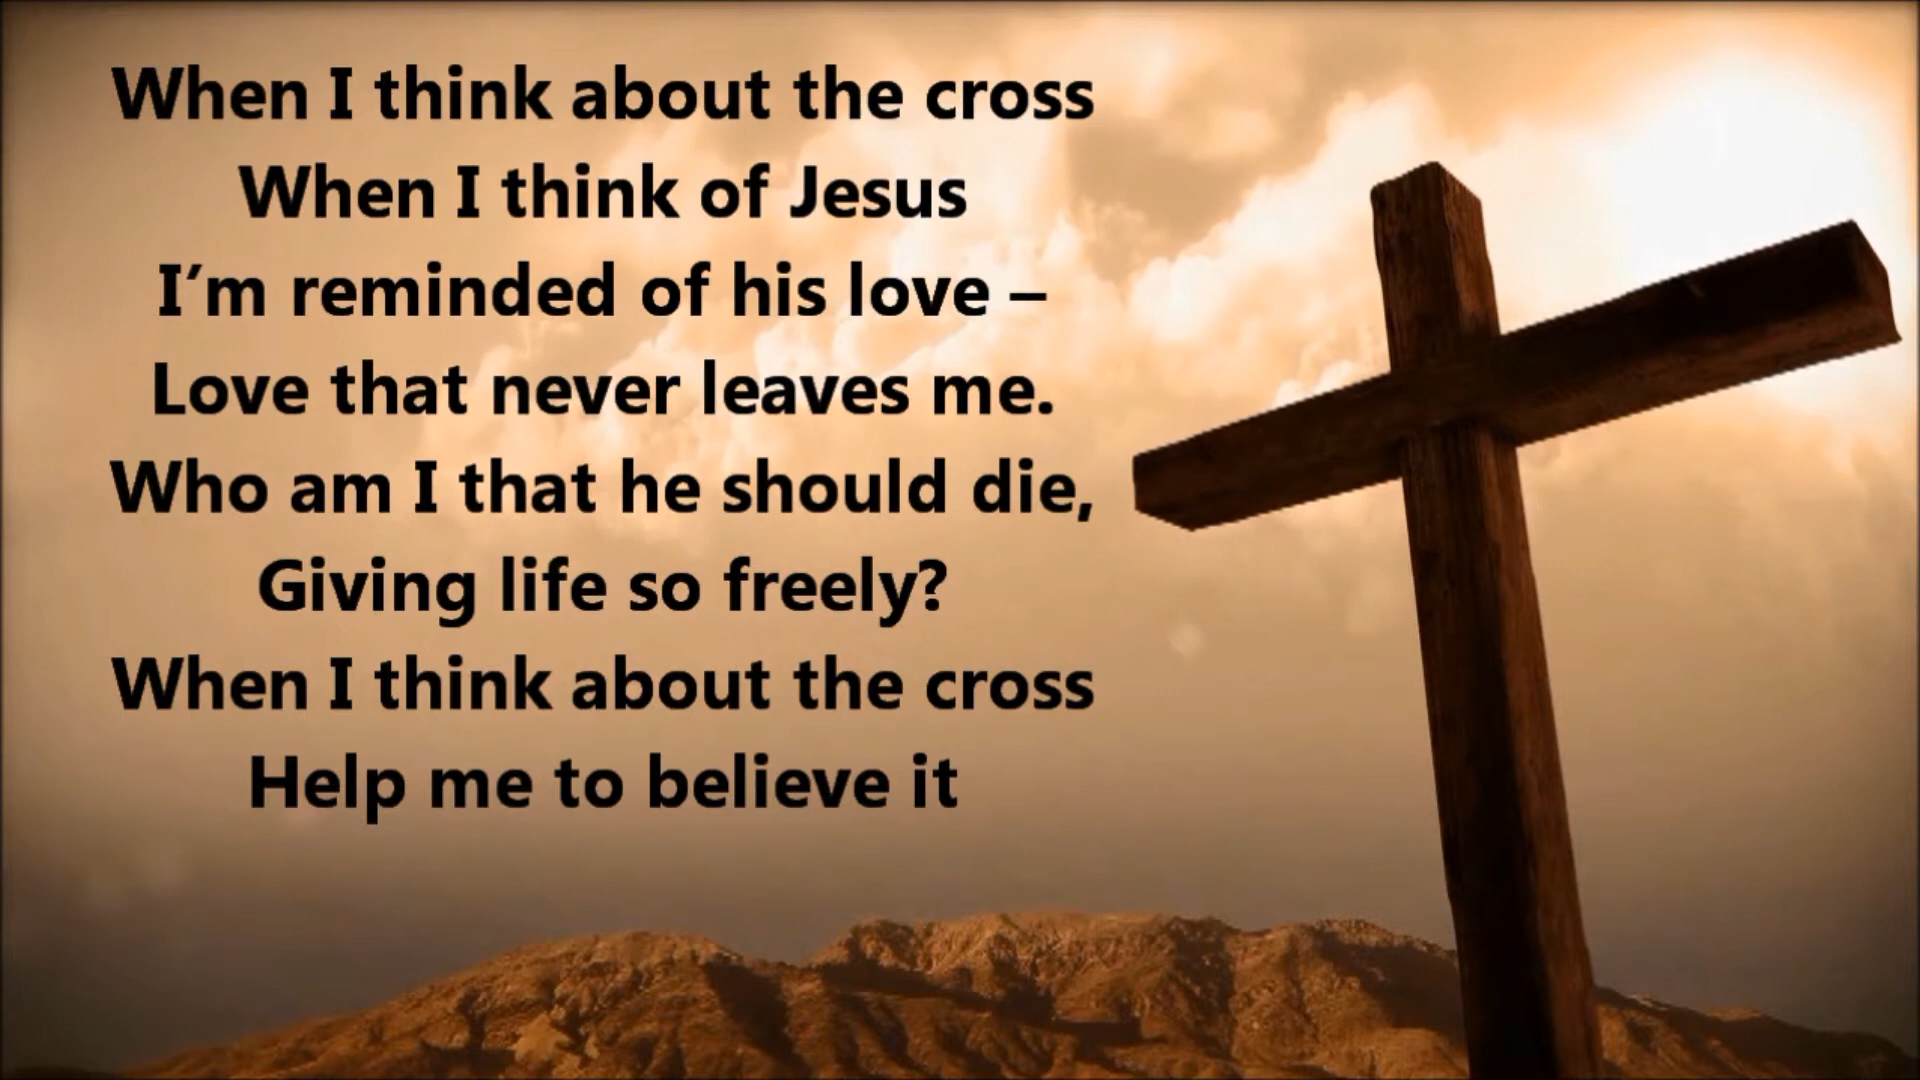 When I think about the cross
When I think of Jesus
I’m reminded of his love –
Love that never leaves me.
Who am I that he should die,
Giving life so freely?
When I think about the cross
Help me to believe it